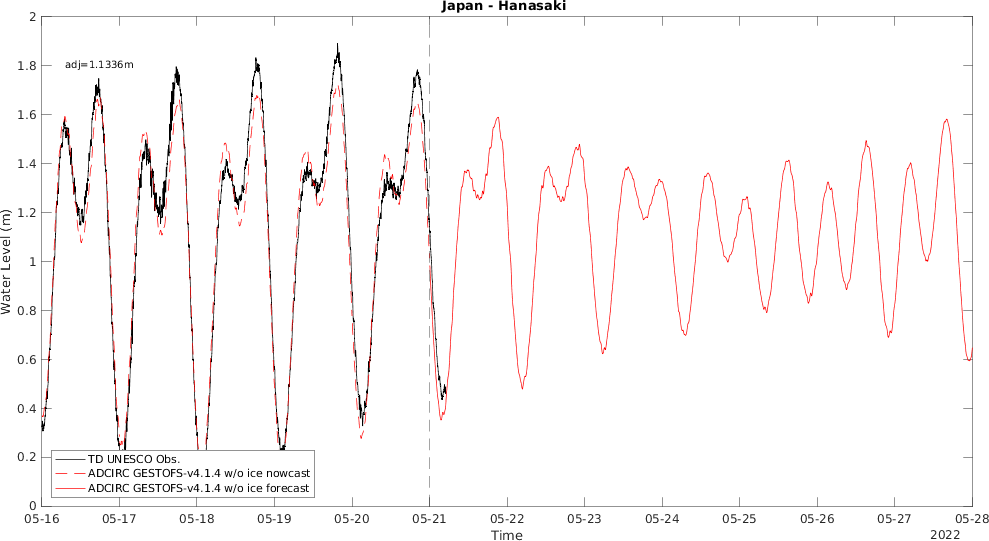 Japan - Hanasaki
2
1.8
1.6
1.4
1.2
1
0.8
0.6
0.4
0.2
0
Water Level (m)
adj=1.1336m
TD UNESCO Obs.
ADCIRC GESTOFS-v4.1.4 w/o ice nowcast
ADCIRC GESTOFS-v4.1.4 w/o ice forecast
05-16 05-17 05-18 05-19 05-20 05-21 05-22 05-23 05-24 05-25 05-26 05-27 05-28
Time
2022